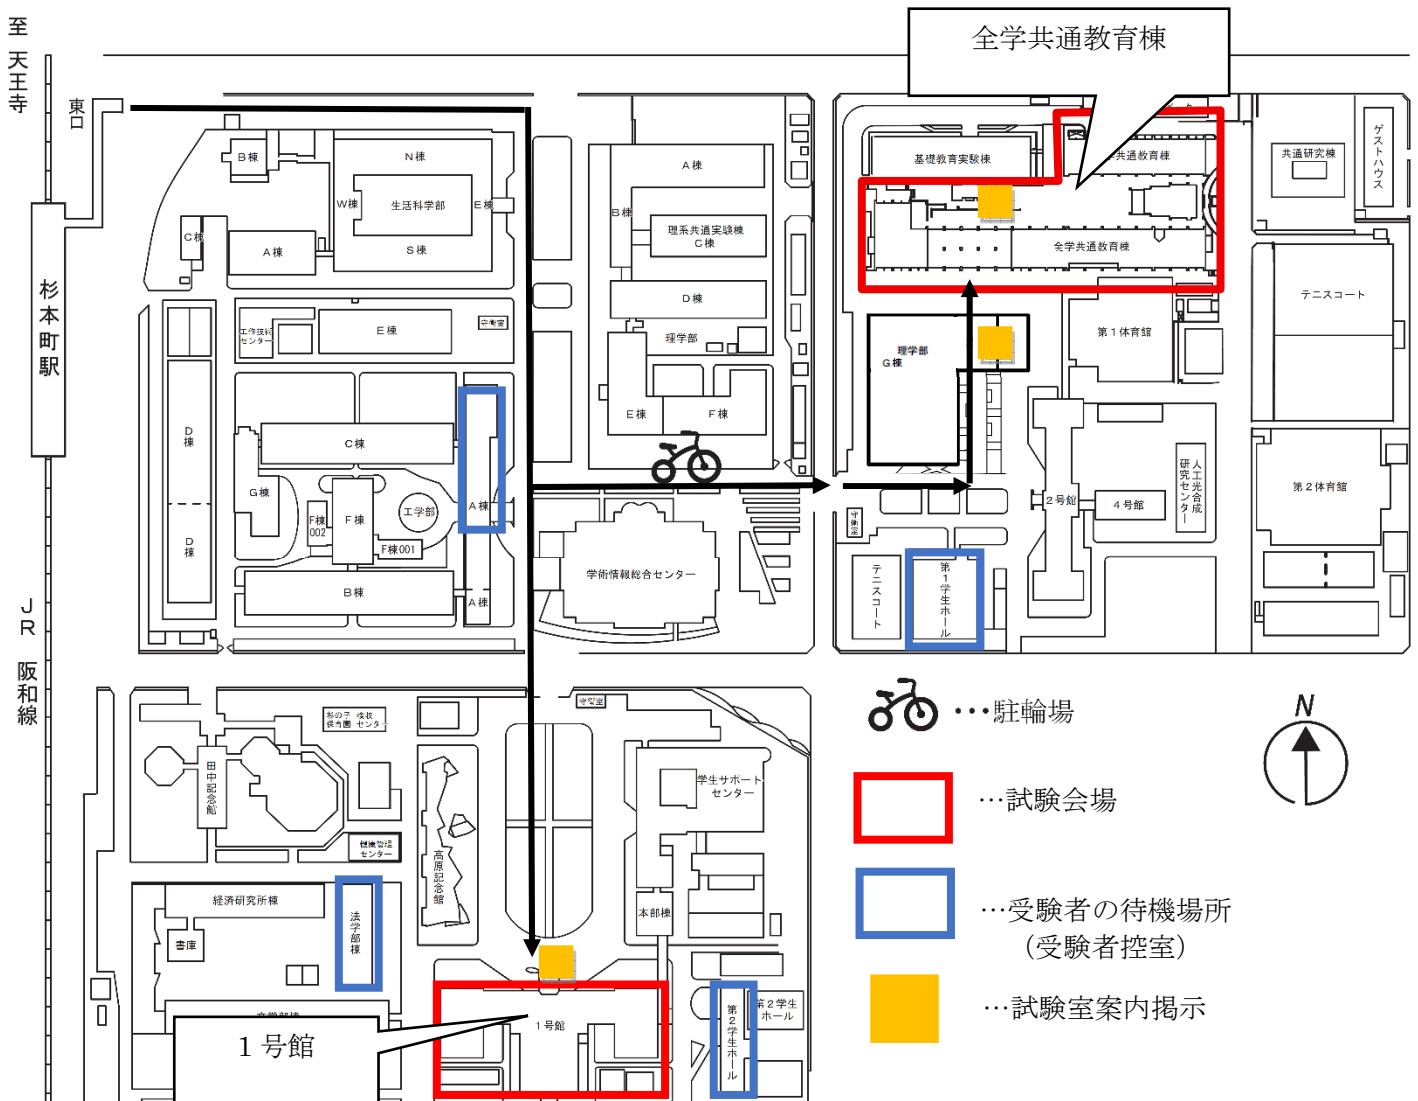 至 天王寺
東口
杉本町駅
JR 阪和線
全学共通教育棟
B棟
N棟
W棟
生活科学部
E棟
S棟
C棟
A棟
A棟
B棟
理系共通実験棟
C棟
D棟
理学部
E棟
F棟
基礎教育実験棟
共通教育棟
全学共通教育棟
共通研究棟
ゲストハウス
テニスコート
第1体育館
理学部
G棟
工作技術
センター
E棟
守衛室
D棟
D棟
C棟
G棟
F棟
002
F棟
工学部
F棟001
A棟
B棟
A棟
学術情報総合センター
守衛室
テニスコート
第1学生ホール
2号館
4号館
人工光合成
研究センター
第2体育館
杉の子
保育園
検収
センター
守衛室
田中記念館
健康管理
センター
高原記念館
学生サポート
センター
本部棟
経済研究所棟
書庫
法学部棟
1号館
1号館
第2学生ホール
第2学生
ホール
N
…駐輪場
…試験会場
…受験者の待機場所
（受験者控室）
…試験室案内掲示